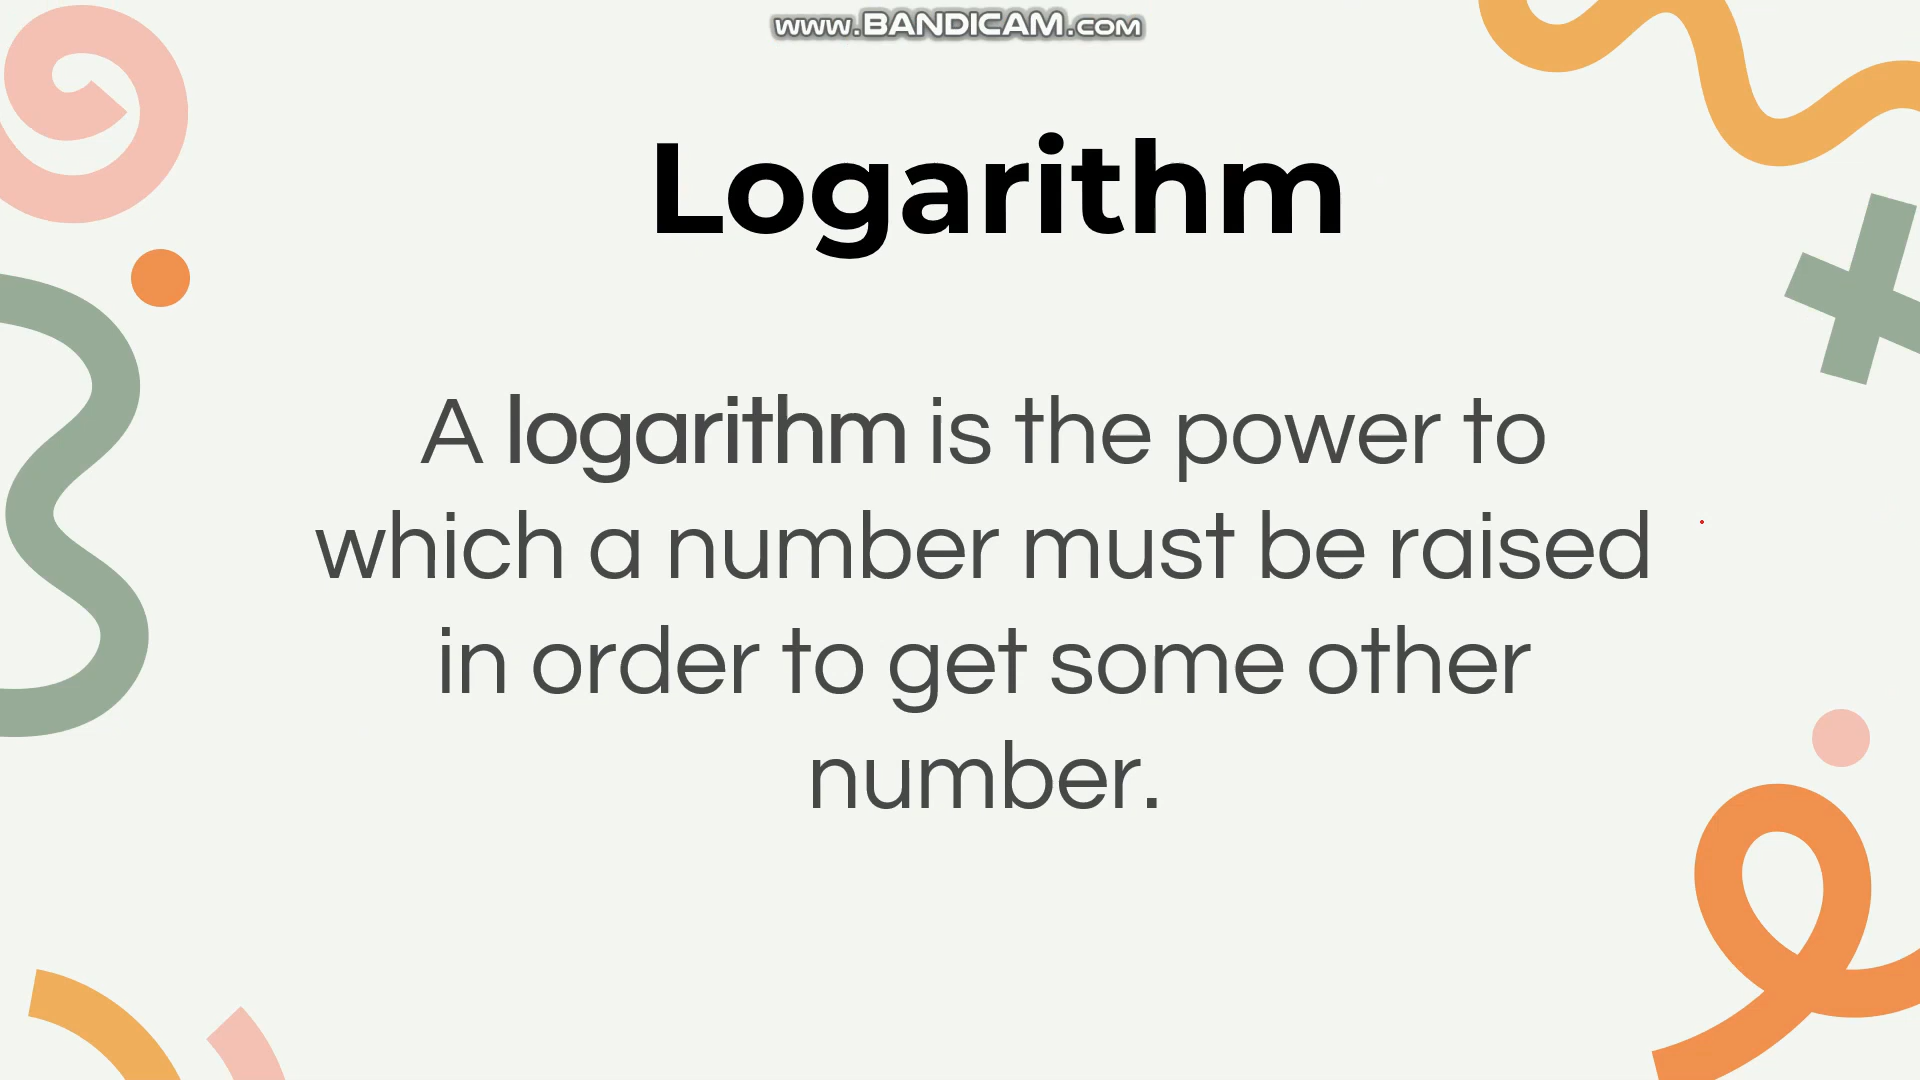 www.BANDICAM.com
Logarithm
A logarithm is the power to
which a number must be raised
in order to get some other
number.